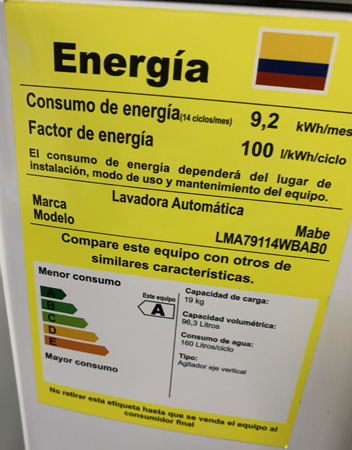 Energía
Consumo de energía(14 ciclos/mes) 9,2 kWh/mes
Factor de energía 100 l/kWh/ciclo
El consumo de energía dependerá del lugar de
instalación, modo de uso y mantenimiento del equipo.
Lavadora Automática
Marca Mabe
Modelo LMA79114WBAB0
Compare este equipo con otros de
similares características.
Menor consumo
A
B
C
D
E
Mayor consumo
Este equipo
A
Capacidad de carga:
19 kg
Capacidad volumétrica:
96,3 Litros
Consumo de agua:
160 Litros/ciclo
Tipo:
Agitador eje vertical
No retirar esta etiqueta hasta que se venda el equipo al
consumidor final